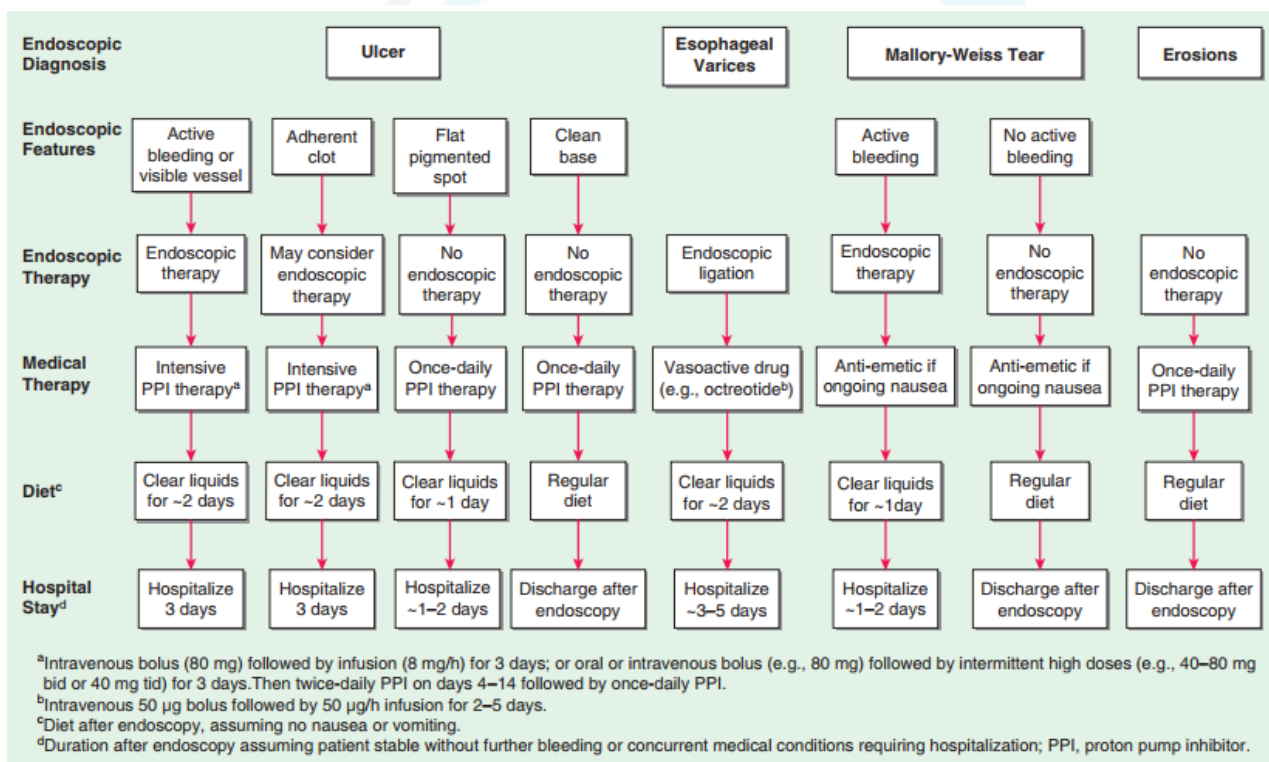 Endoscopic
Diagnosis
Ulcer
Esophageal
Varices
Mallory-Weiss Tear
Erosions
Endoscopic
Features
Active
bleeding or
visible vessel
Adherent
clot
Flat
pigmented
spot
Clean
base
Active
bleeding
No active
bleeding
Endoscopic
Therapy
Endoscopic
therapy
May consider
endoscopic
therapy
No
endoscopic
therapy
No
endoscopic
therapy
Endoscopic
ligation
Endoscopic
therapy
No
endoscopic
therapy
No
endoscopic
therapy
Medical
Therapy
Intensive
PPI therapyᵃ
Intensive
PPI therapyᵃ
Once-daily
PPI therapy
Once-daily
PPI therapy
Vasoactive drug
(e.g., octreotideᵇ)
Anti-emetic if
ongoing nausea
Anti-emetic if
ongoing nausea
Once-daily
PPI therapy
Dietᶜ
Clear liquids
for ~2 days
Clear liquids
for ~2 days
Clear liquids
for ~1 day
Regular
diet
Clear liquids
for ~2 days
Clear liquids
for ~1day
Regular
diet
Regular
diet
Hospital
Stayᵈ
Hospitalize
3 days
Hospitalize
3 days
Hospitalize
~1–2 days
Discharge after
endoscopy
Hospitalize
~3–5 days
Hospitalize
~1–2 days
Discharge after
endoscopy
Discharge after
endoscopy
ᵃIntravenous bolus (80 mg) followed by infusion (8 mg/h) for 3 days; or oral or intravenous bolus (e.g., 80 mg) followed by intermittent high doses (e.g., 40–80 mg
bid or 40 mg tid) for 3 days.Then twice-daily PPI on days 4–14 followed by once-daily PPI.
ᵇIntravenous 50 µg bolus followed by 50 µg/h infusion for 2–5 days.
ᶜDiet after endoscopy, assuming no nausea or vomiting.
ᵈDuration after endoscopy assuming patient stable without further bleeding or concurrent medical conditions requiring hospitalization; PPI, proton pump inhibitor.